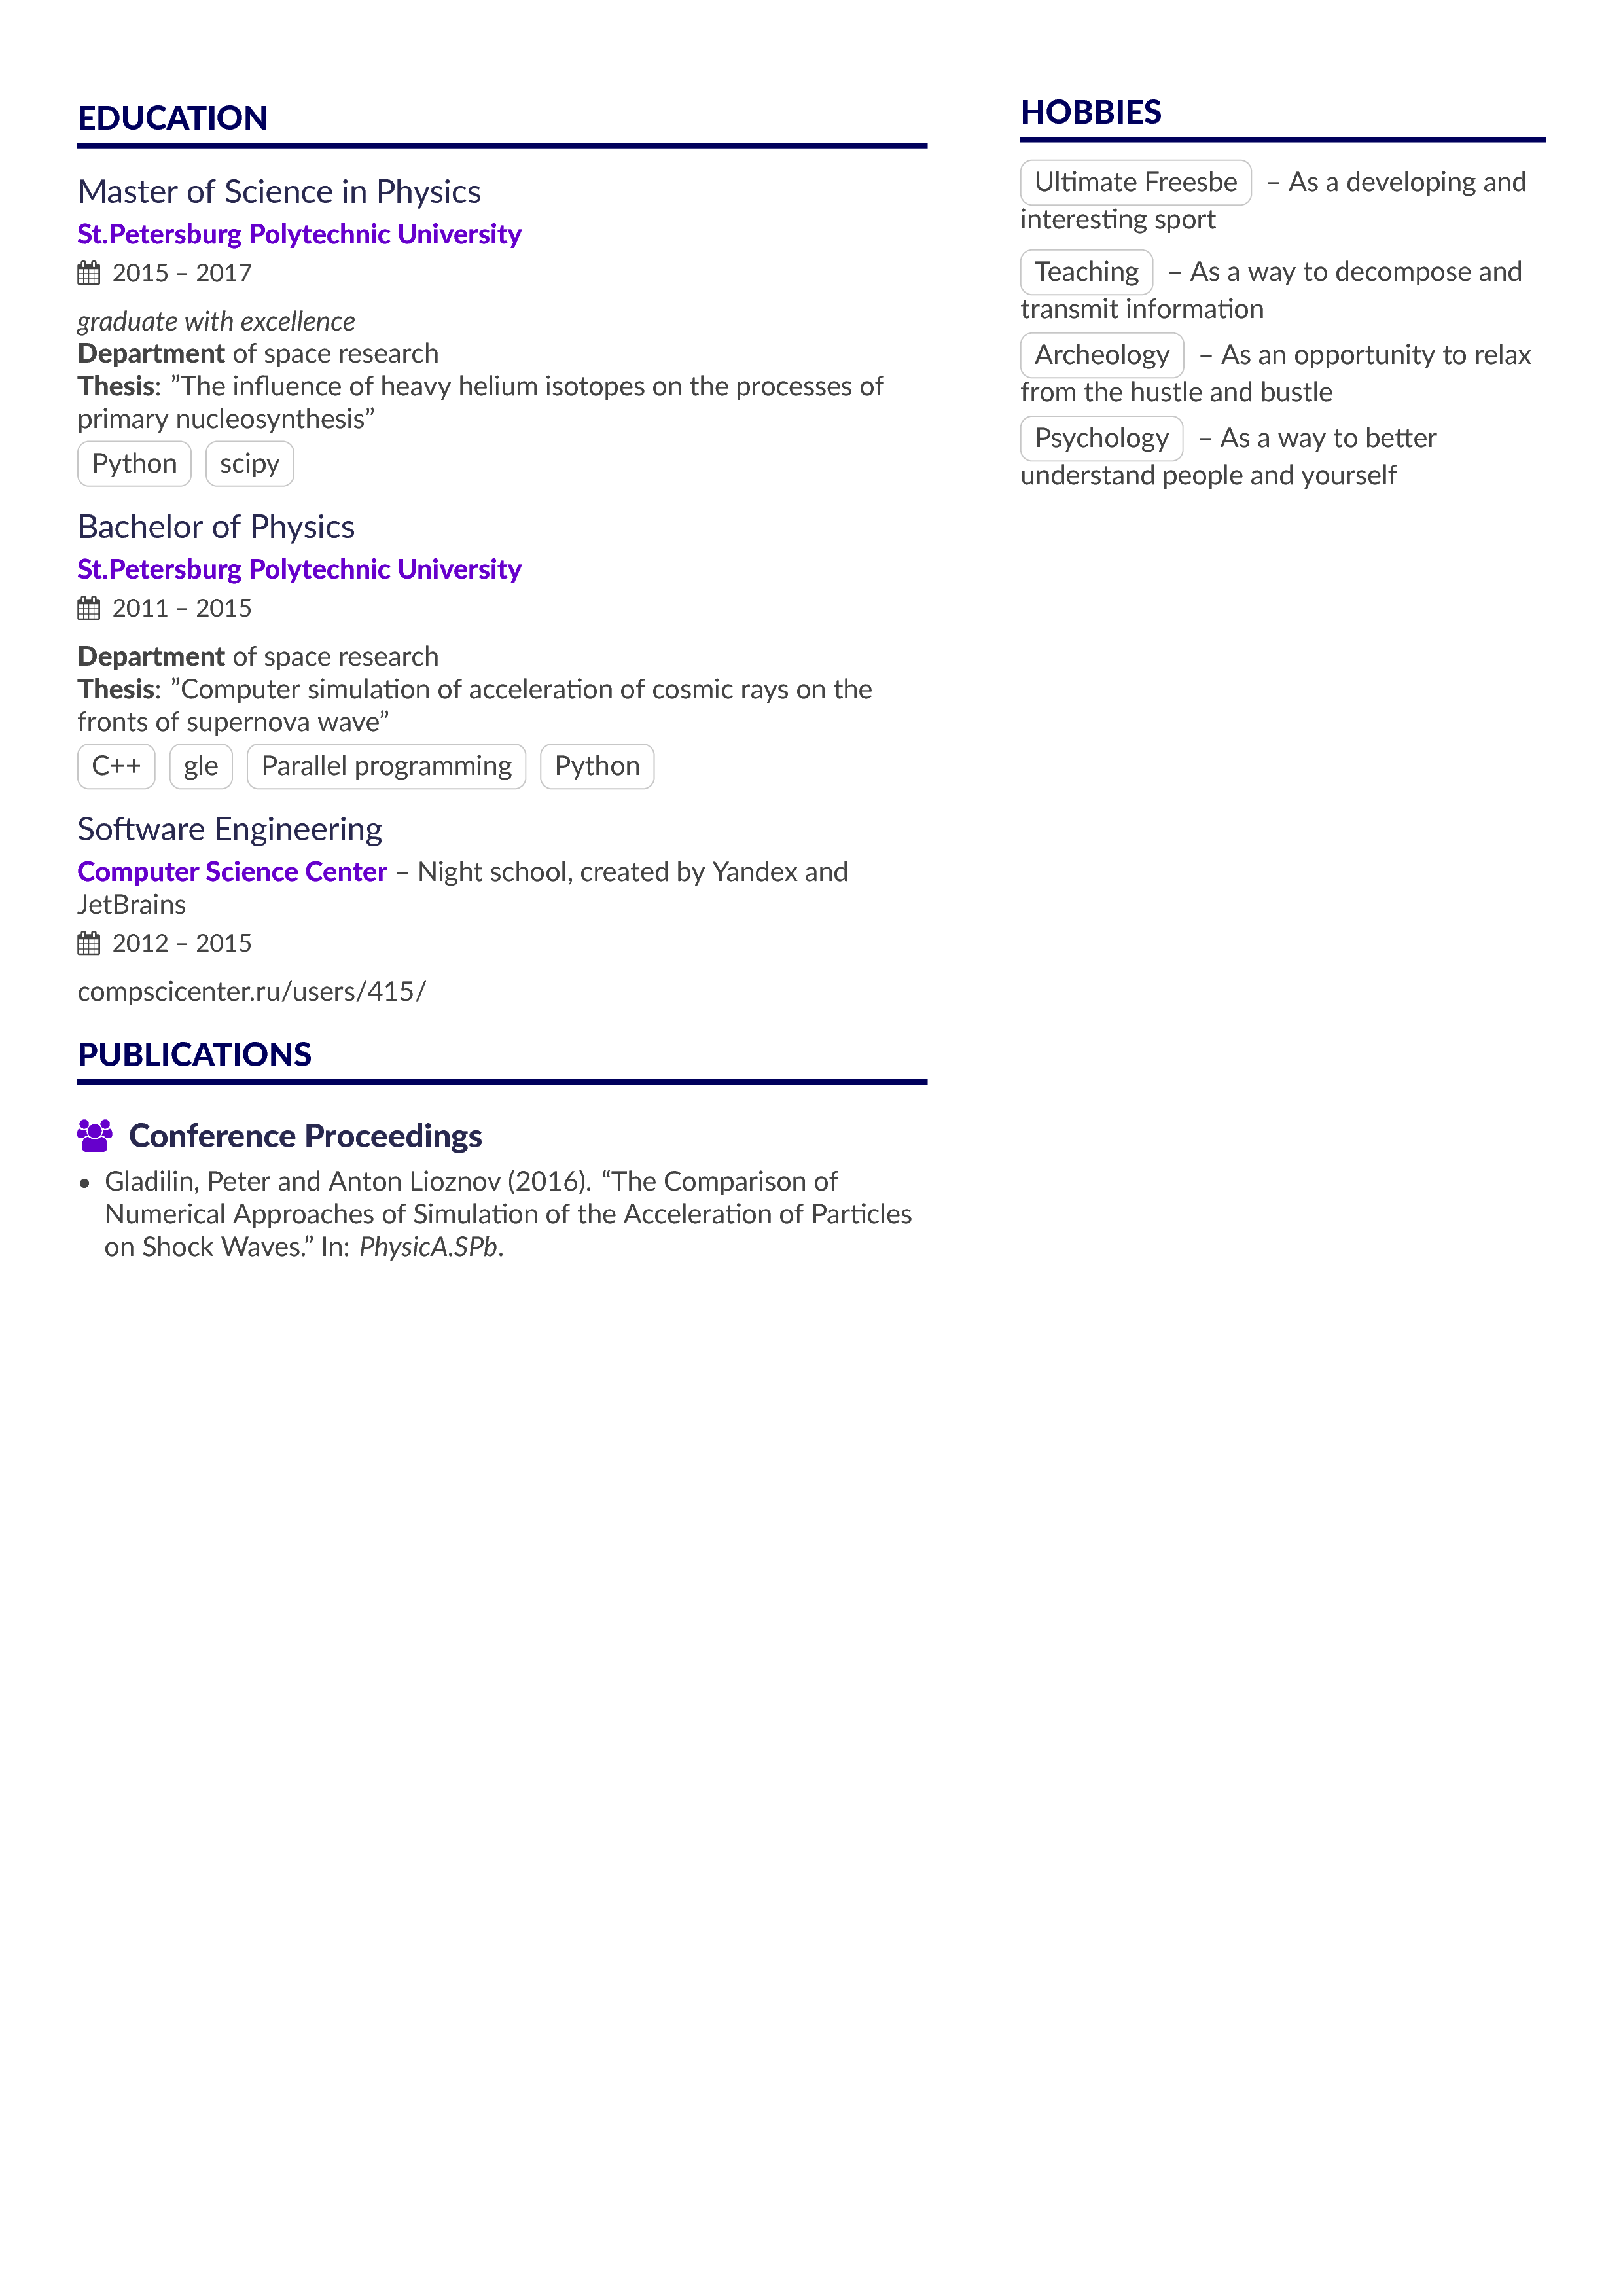 EDUCATION
Master of Science in Physics
St.Petersburg Polytechnic University
2015 – 2017
graduate with excellence
Department of space research
Thesis: ”The influence of heavy helium isotopes on the processes of
primary nucleosynthesis”
Python scipy
Bachelor of Physics
St.Petersburg Polytechnic University
2011 – 2015
Department of space research
Thesis: ”Computer simulation of acceleration of cosmic rays on the
fronts of supernova wave”
C++ gle Parallel programming Python
Software Engineering
Computer Science Center – Night school, created by Yandex and
JetBrains
2012 – 2015
compscicenter.ru/users/415/
PUBLICATIONS
Conference Proceedings
• Gladilin, Peter and Anton Lioznov (2016). “The Comparison of
Numerical Approaches of Simulation of the Acceleration of Particles
on Shock Waves.” In: PhysicA.SPb.
HOBBIES
Ultimate Freesbe – As a developing and
interesting sport
Teaching – As a way to decompose and
transmit information
Archeology – As an opportunity to relax
from the hustle and bustle
Psychology – As a way to better
understand people and yourself